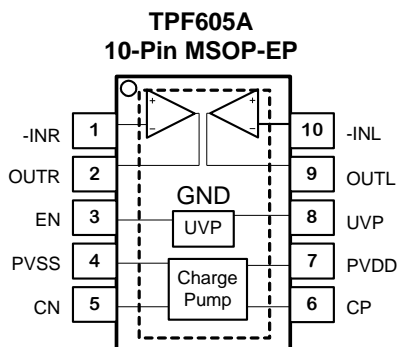 TPF605A
10-Pin MSOP-EP
+ +
-INR 1 − − 10 -INL
OUTR 2 9 OUTL
GND
EN 3 UVP 8 UVP
PVSS 4 7 PVDD
Charge
Pump
CN 5 6 CP